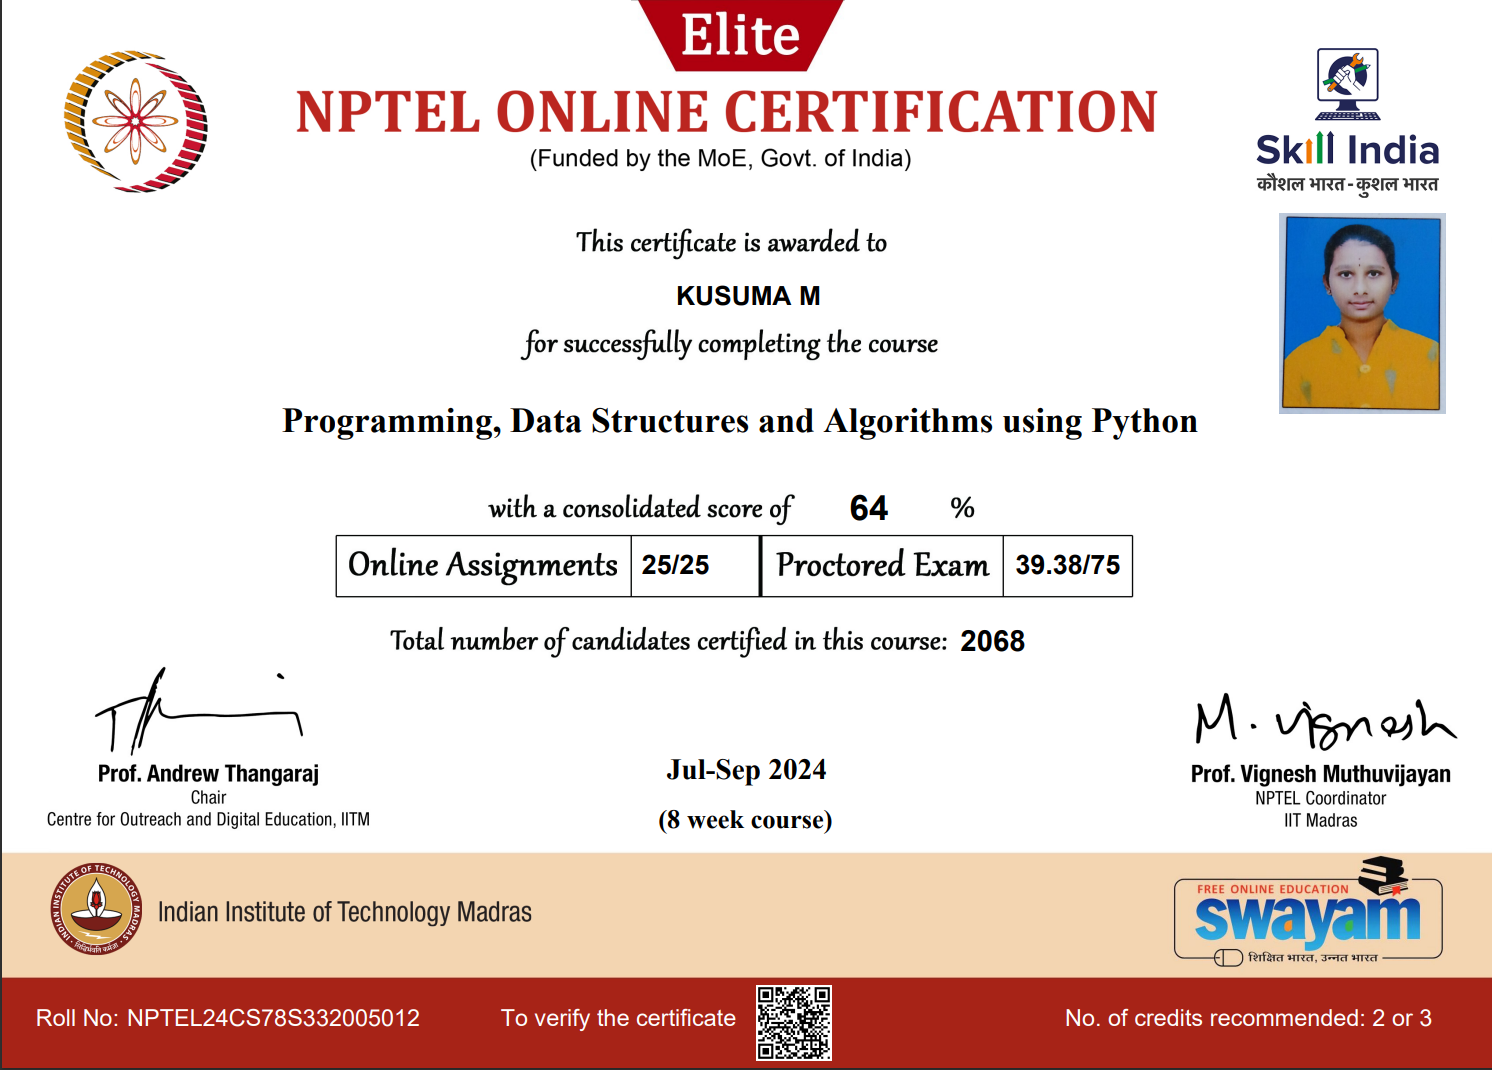 Elite
NPTEL ONLINE CERTIFICATION
(Funded by the MoE, Govt. of India)
Skill India
कौशल भारत - कुशल भारत
This certificate is awarded to
KUSUMA M
for successfully completing the course
Programming, Data Structures and Algorithms using Python
with a consolidated score of 64 %
Online Assignments 25/25 Proctored Exam 39.38/75
Total number of candidates certified in this course: 2068
M. Vignesh
Prof. Andrew Thangaraj
Chair
Centre for Outreach and Digital Education, IITM
Jul-Sep 2024
(8 week course)
Prof. Vignesh Muthuvijayan
NPTEL Coordinator
IIT Madras
INDIAN INSTITUTE OF TECHNOLOGY MADRAS
सिद्धिर्भवति कर्मजा
Indian Institute of Technology Madras
FREE ONLINE EDUCATION
swayam
शिक्षित भारत, उन्नत भारत
Roll No: NPTEL24CS78S332005012
To verify the certificate
No. of credits recommended: 2 or 3